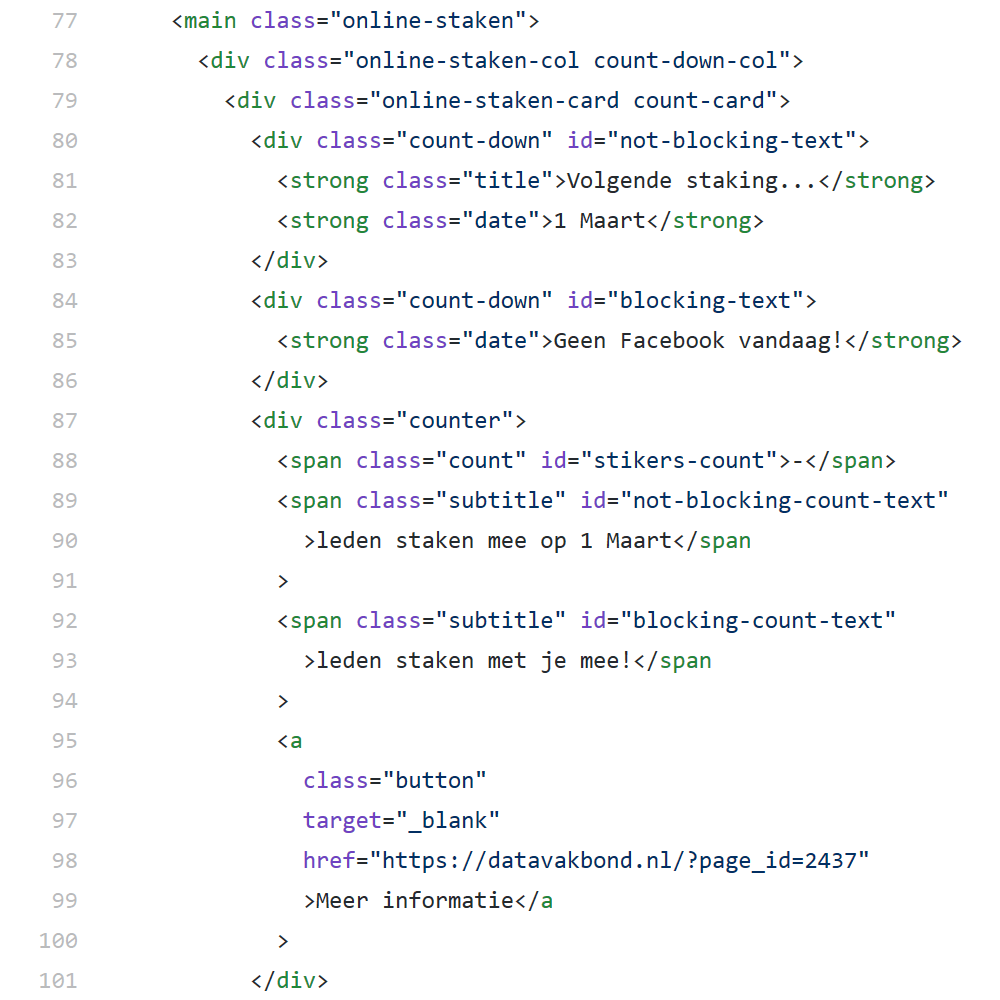 77 <main class="online-staken">
78 <div class="online-staken-col count-down-col">
79 <div class="online-staken-card count-card">
80 <div class="count-down" id="not-blocking-text">
81 <strong class="title">Volgende staking...</strong>
82 <strong class="date">1 Maart</strong>
83 </div>
84 <div class="count-down" id="blocking-text">
85 <strong class="date">Geen Facebook vandaag!</strong>
86 </div>
87 <div class="counter">
88 <span class="count" id="stikers-count">-</span>
89 <span class="subtitle" id="not-blocking-count-text"
90 >leden staken mee op 1 Maart</span
91 >
92 <span class="subtitle" id="blocking-count-text"
93 >leden staken met je mee!</span
94 >
95 <a
96 class="button"
97 target="_blank"
98 href="https://datavakbond.nl/?page_id=2437"
99 >Meer informatie</a
100 >
101 </div>